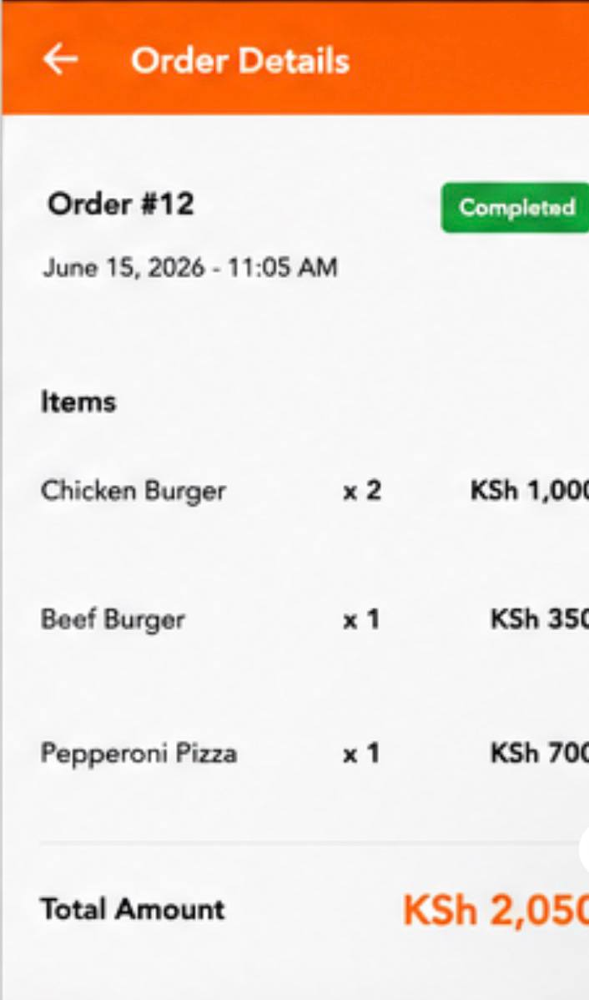 Order Details
Order #12 Completed
June 15, 2026 - 11:05 AM
Items
Chicken Burger x 2 KSh 1,000
Beef Burger x 1 KSh 350
Pepperoni Pizza x 1 KSh 700
Total Amount KSh 2,050